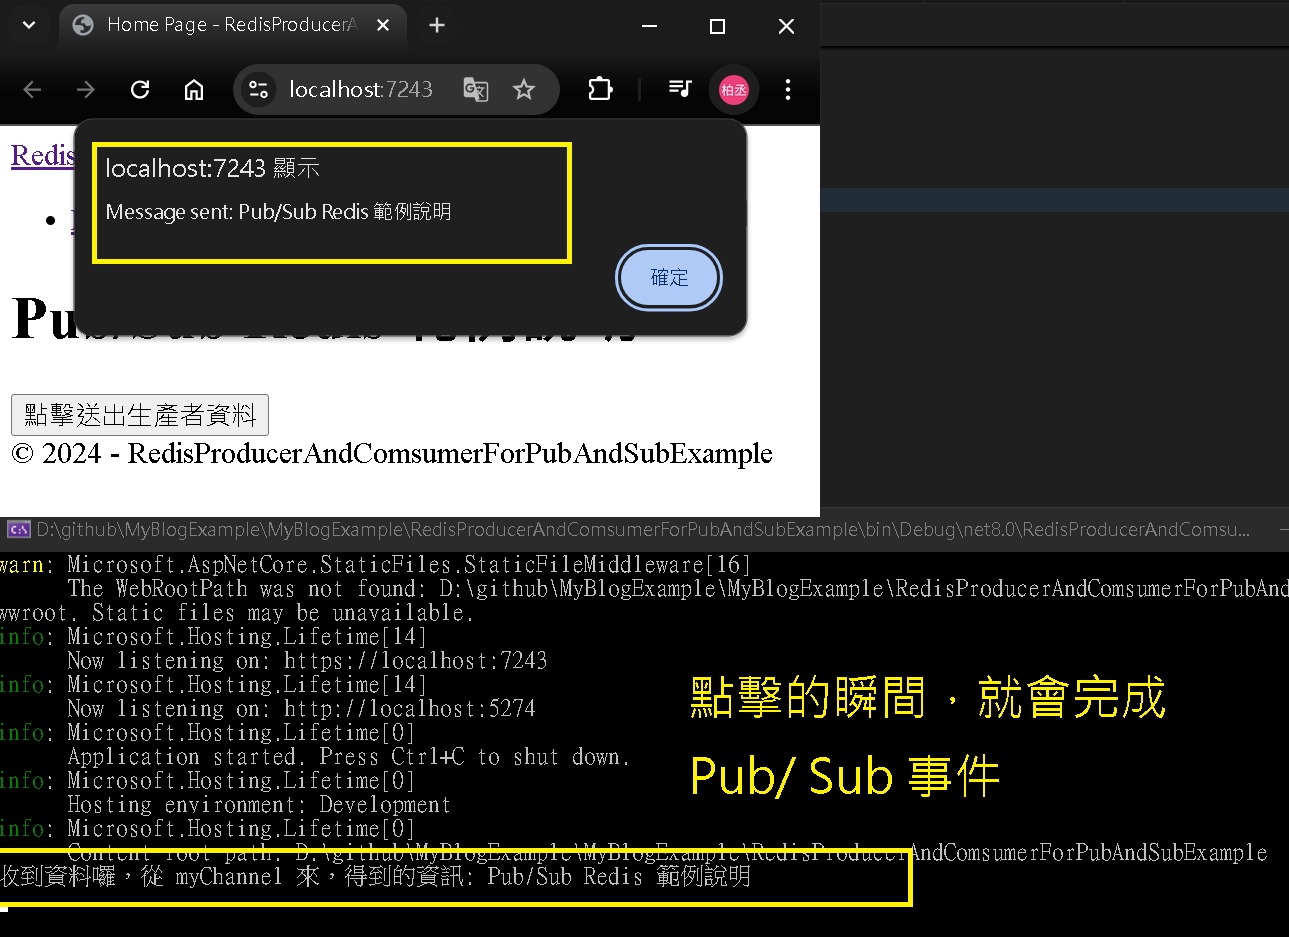 Home Page - RedisProducerA
localhost:7243
柏丞
Redis
localhost:7243 顯示
Message sent: Pub/Sub Redis 範例說明
確定
Pub/Sub Redis 範例說明
點擊送出生產者資料
© 2024 - RedisProducerAndComsumerForPubAndSubExample
D:\github\MyBlogExample\MyBlogExample\RedisProducerAndComsumerForPubAndSubExample\bin\Debug\net8.0\RedisProducerAndComsu...
warn: Microsoft.AspNetCore.StaticFiles.StaticFileMiddleware[16]
The WebRootPath was not found: D:\github\MyBlogExample\MyBlogExample\RedisProducerAndComsumerForPubAnd
wwroot. Static files may be unavailable.
info: Microsoft.Hosting.Lifetime[14]
Now listening on: https://localhost:7243
info: Microsoft.Hosting.Lifetime[14]
Now listening on: http://localhost:5274
info: Microsoft.Hosting.Lifetime[0]
Application started. Press Ctrl+C to shut down.
info: Microsoft.Hosting.Lifetime[0]
Hosting environment: Development
info: Microsoft.Hosting.Lifetime[0]
Content root path: D:\github\MyBlogExample\MyBlogExample\RedisProducerAndComsumerForPubAndSubExample
收到資料囉，從 myChannel 來，得到的資訊: Pub/Sub Redis 範例說明
點擊的瞬間，就會完成
Pub/ Sub 事件